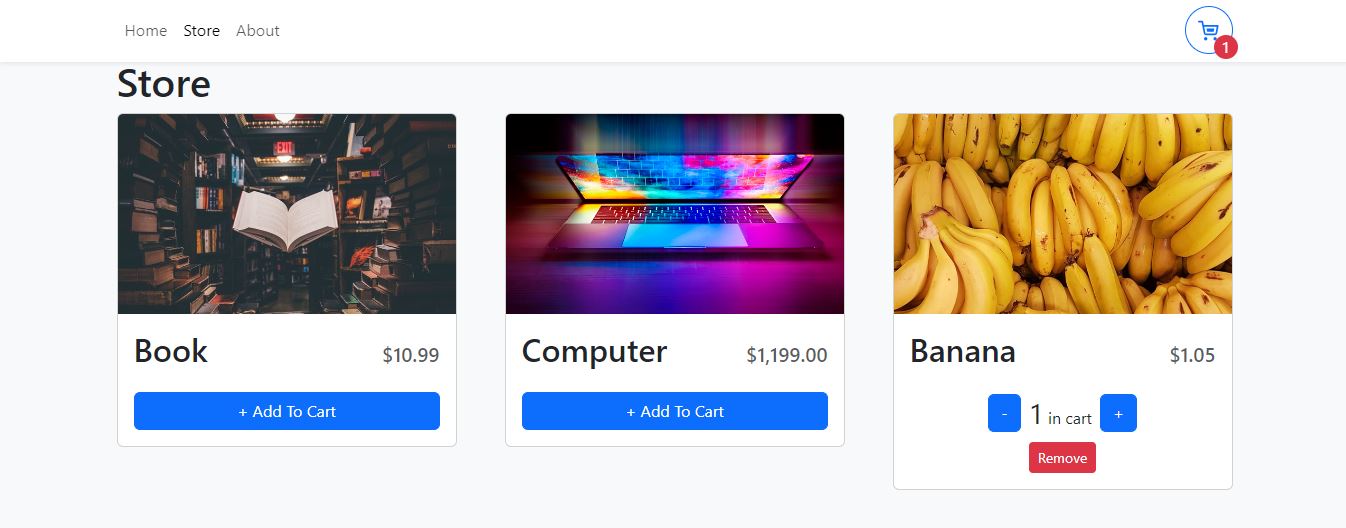 Home Store About
1
Store
EXIT
Book $10.99
+ Add To Cart
Computer $1,199.00
+ Add To Cart
Banana $1.05
- 1 in cart +
Remove